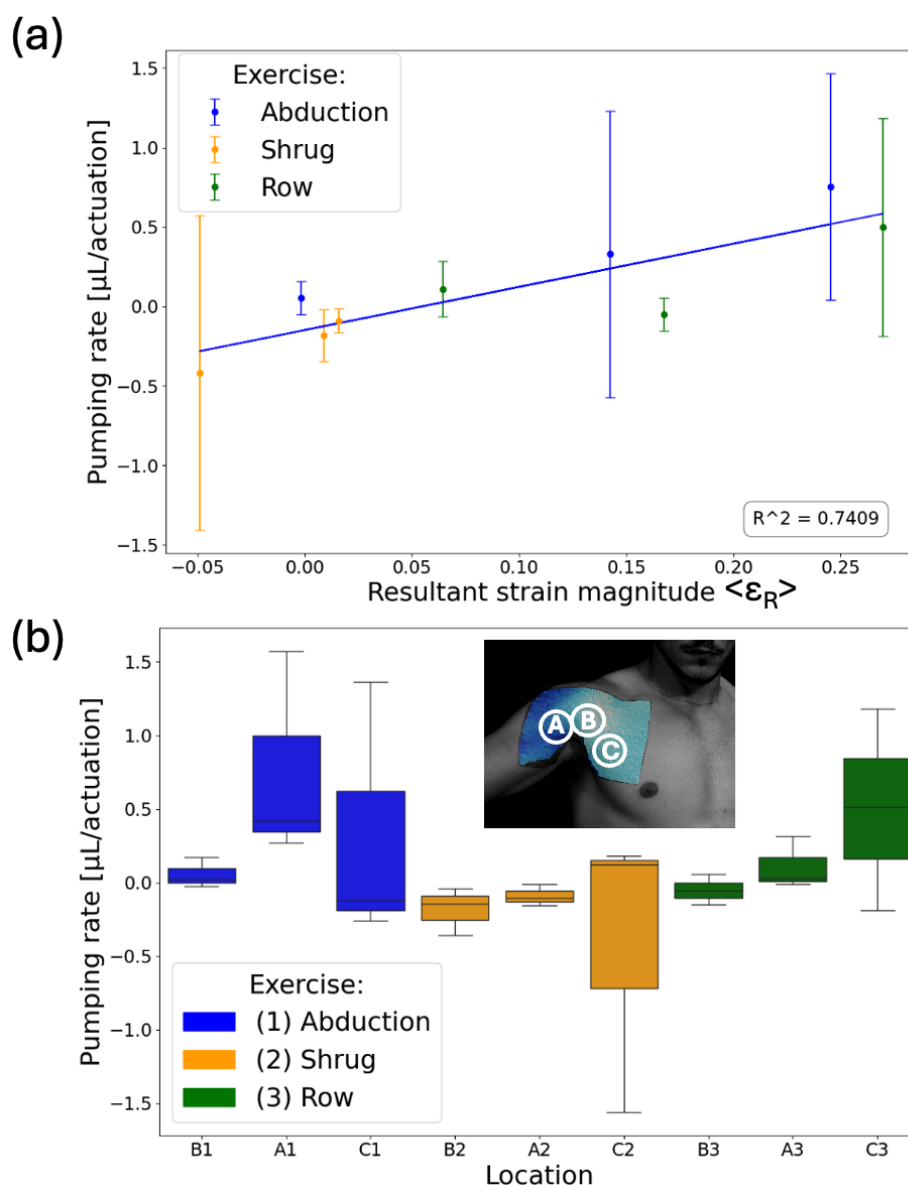 (a)
Exercise:
Abduction
Shrug
Row
Pumping rate [µL/actuation]
1.5
1.0
0.5
0.0
−0.5
−1.0
−1.5
R^2 = 0.7409
−0.05 0.00 0.05 0.10 0.15 0.20 0.25
Resultant strain magnitude <ε_R>
(b)
Pumping rate [µL/actuation]
1.5
1.0
0.5
0.0
−0.5
−1.0
−1.5
A B C
Exercise:
(1) Abduction
(2) Shrug
(3) Row
B1 A1 C1 B2 A2 C2 B3 A3 C3
Location